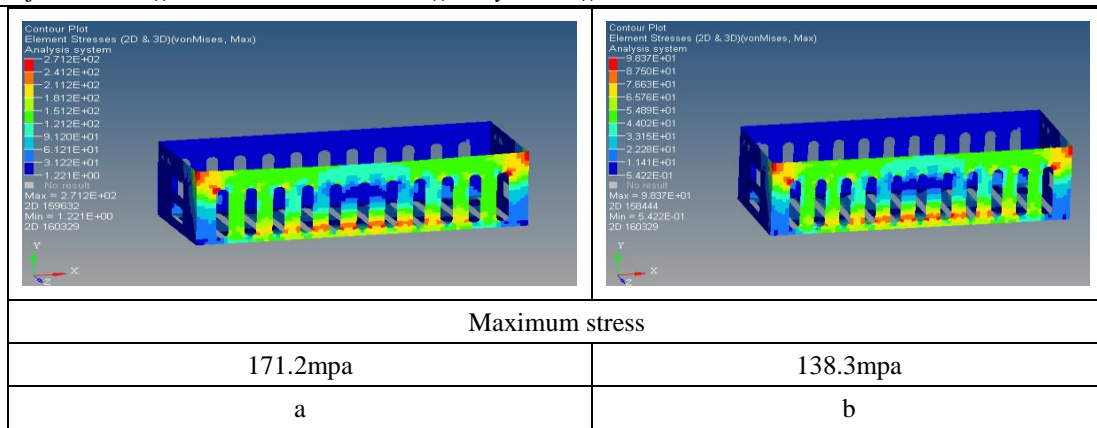 Contour Plot
Element Stresses (2D & 3D)(vonMises, Max)
Analysis system
2.712E+02
2.412E+02
2.112E+02
1.812E+02
1.512E+02
1.212E+02
9.120E+01
6.121E+01
3.122E+01
1.221E+00
No result
Max = 2.712E+02
2D 159632
Min = 1.221E+00
2D 160329
Y
X
Z
Contour Plot
Element Stresses (2D & 3D)(vonMises, Max)
Analysis system
9.837E+01
8.750E+01
7.663E+01
6.576E+01
5.489E+01
4.402E+01
3.315E+01
2.228E+01
1.141E+01
5.422E-01
No result
Max = 9.837E+01
2D 158444
Min = 5.422E-01
2D 160329
Y
X
Z
Maximum stress
171.2mpa
138.3mpa
a
b